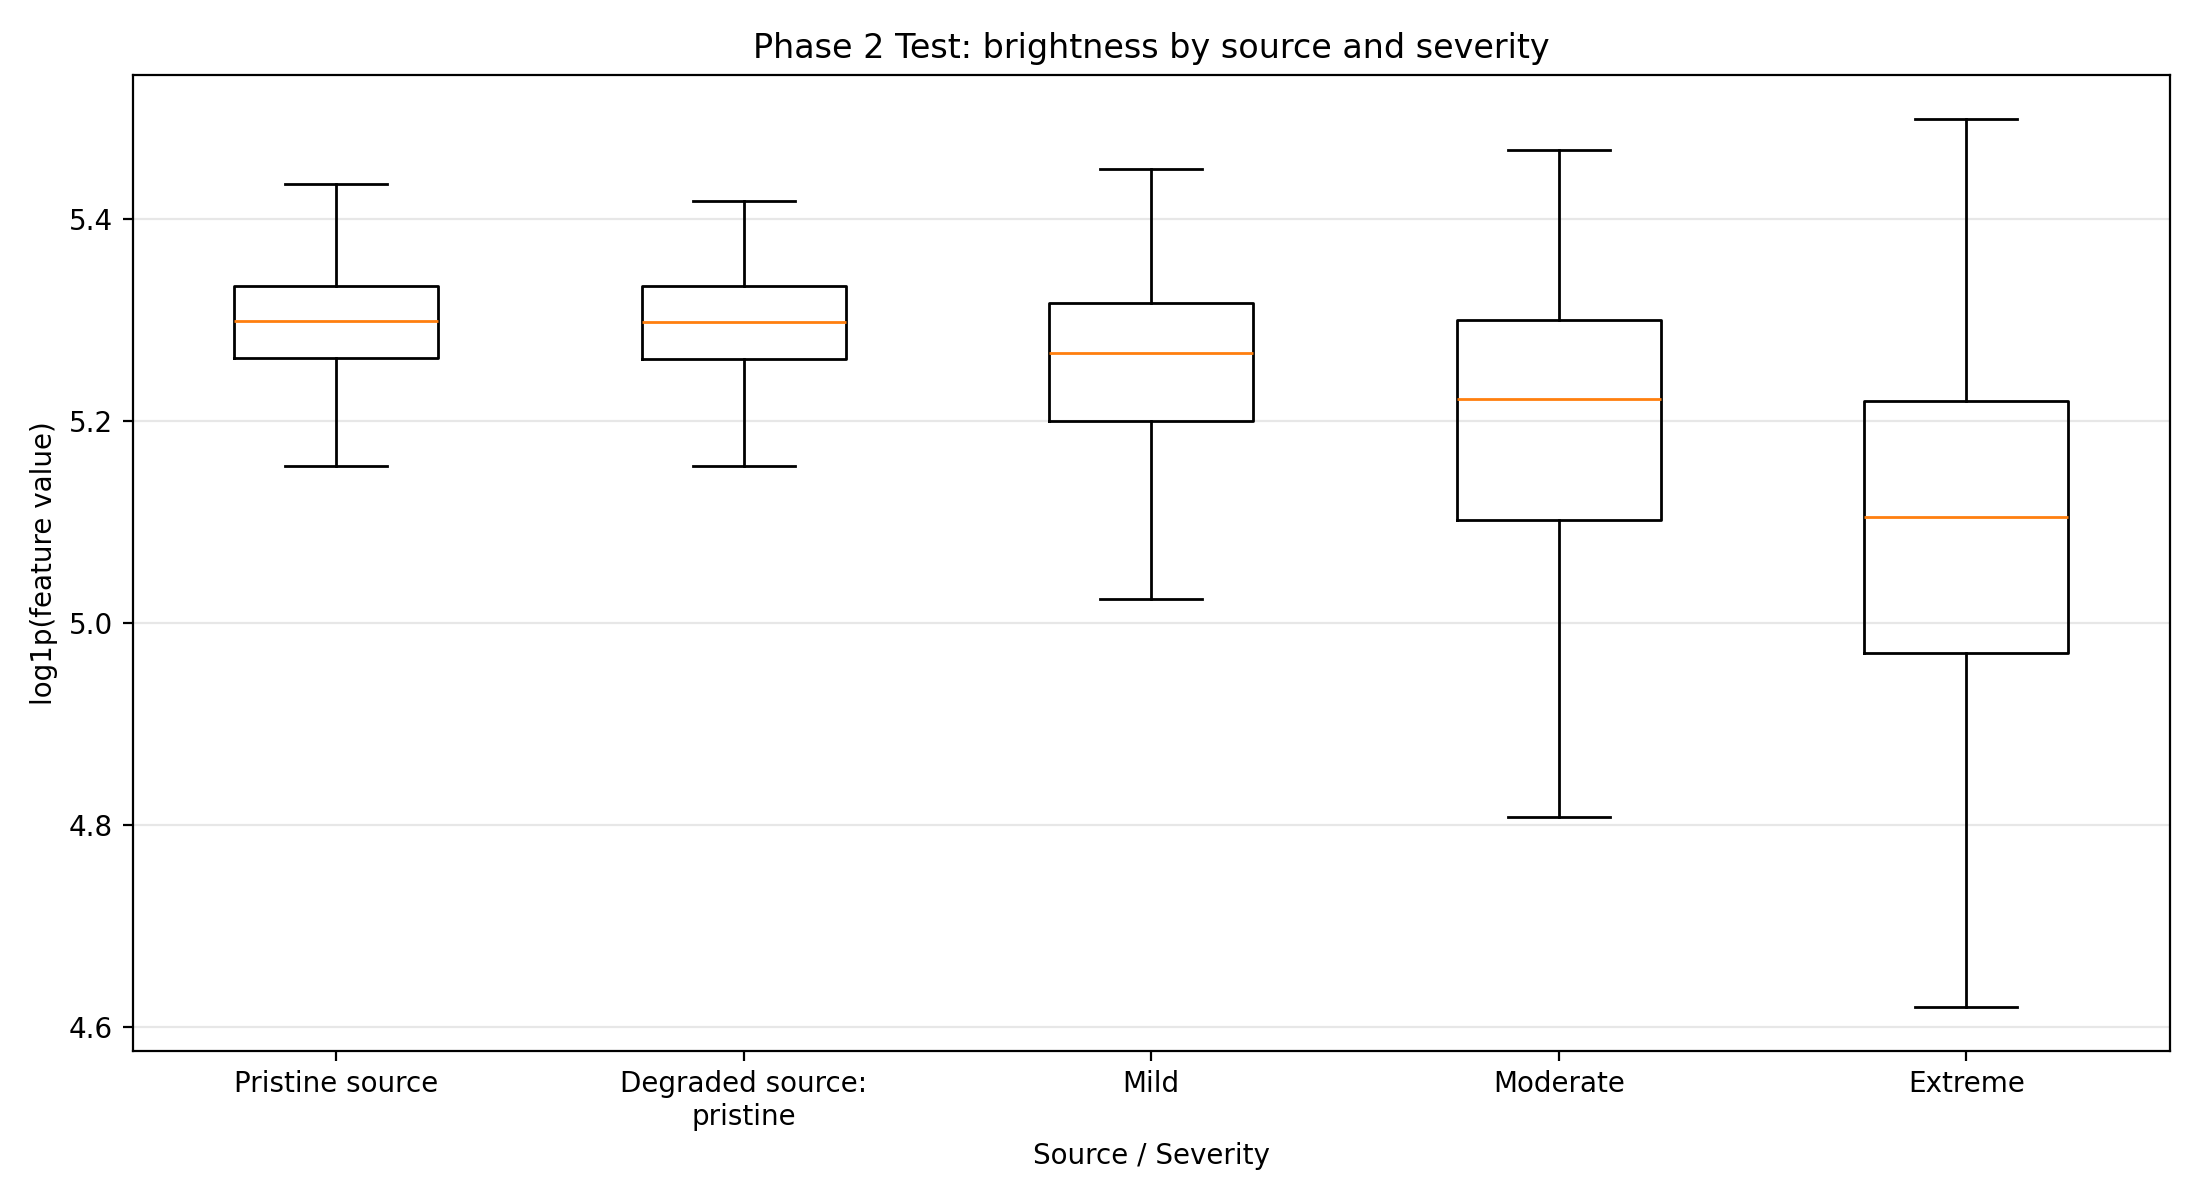 Phase 2 Test: brightness by source and severity
log1p(feature value)
5.4
5.2
5.0
4.8
4.6
Pristine source
Degraded source:
pristine
Mild
Moderate
Extreme
Source / Severity